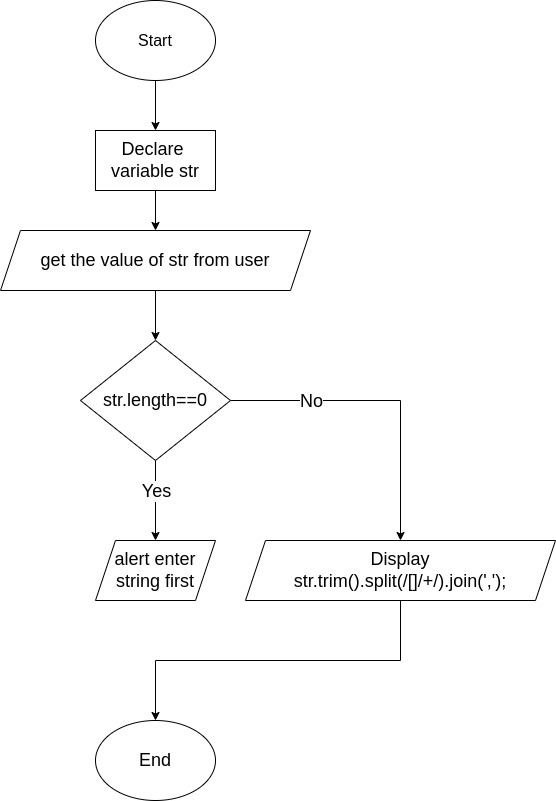 Start
Declare
variable str
get the value of str from user
str.length==0
No
Yes
alert enter
string first
Display
str.trim().split(/[]/+/).join(',');
End